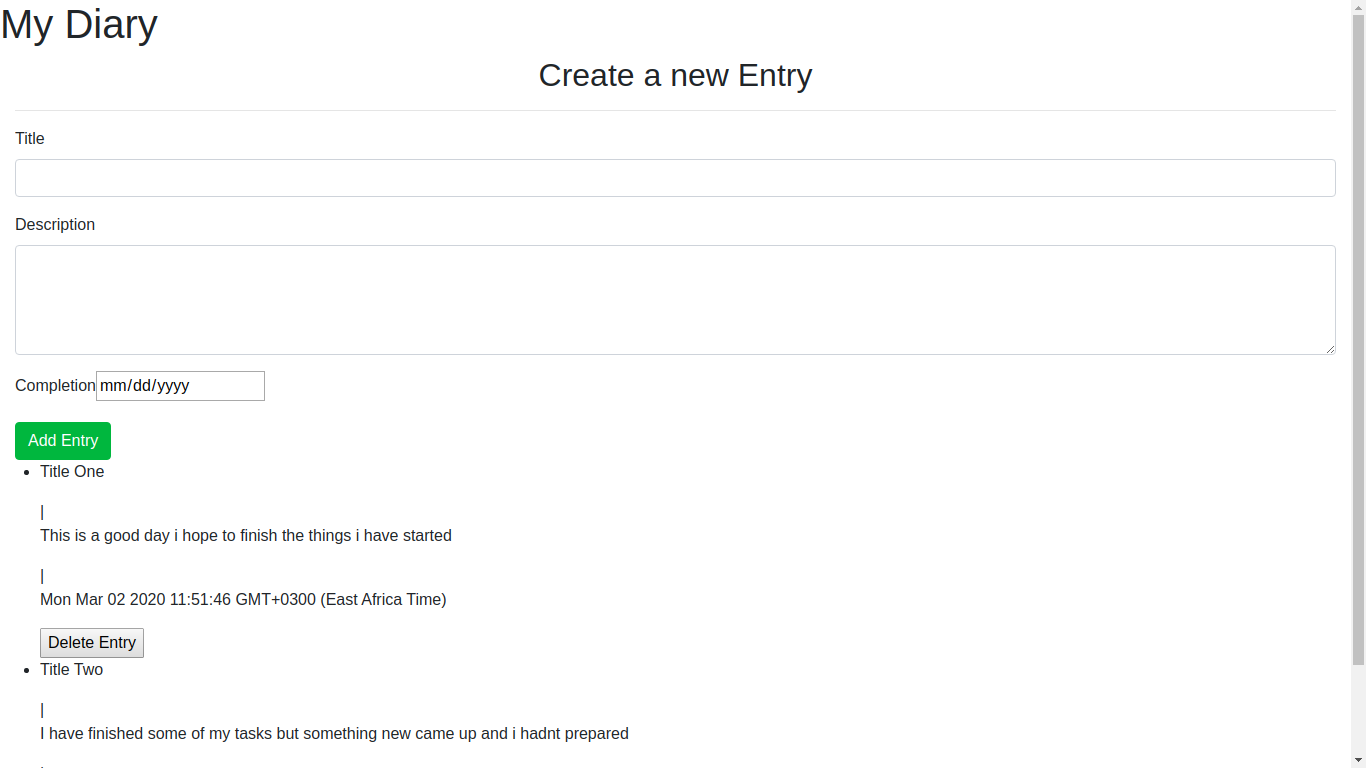 My Diary
Create a new Entry
Title
Description
Completion mm/dd/yyyy
Add Entry
Title One
|
This is a good day i hope to finish the things i have started
|
Mon Mar 02 2020 11:51:46 GMT+0300 (East Africa Time)
Delete Entry
Title Two
|
I have finished some of my tasks but something new came up and i hadnt prepared